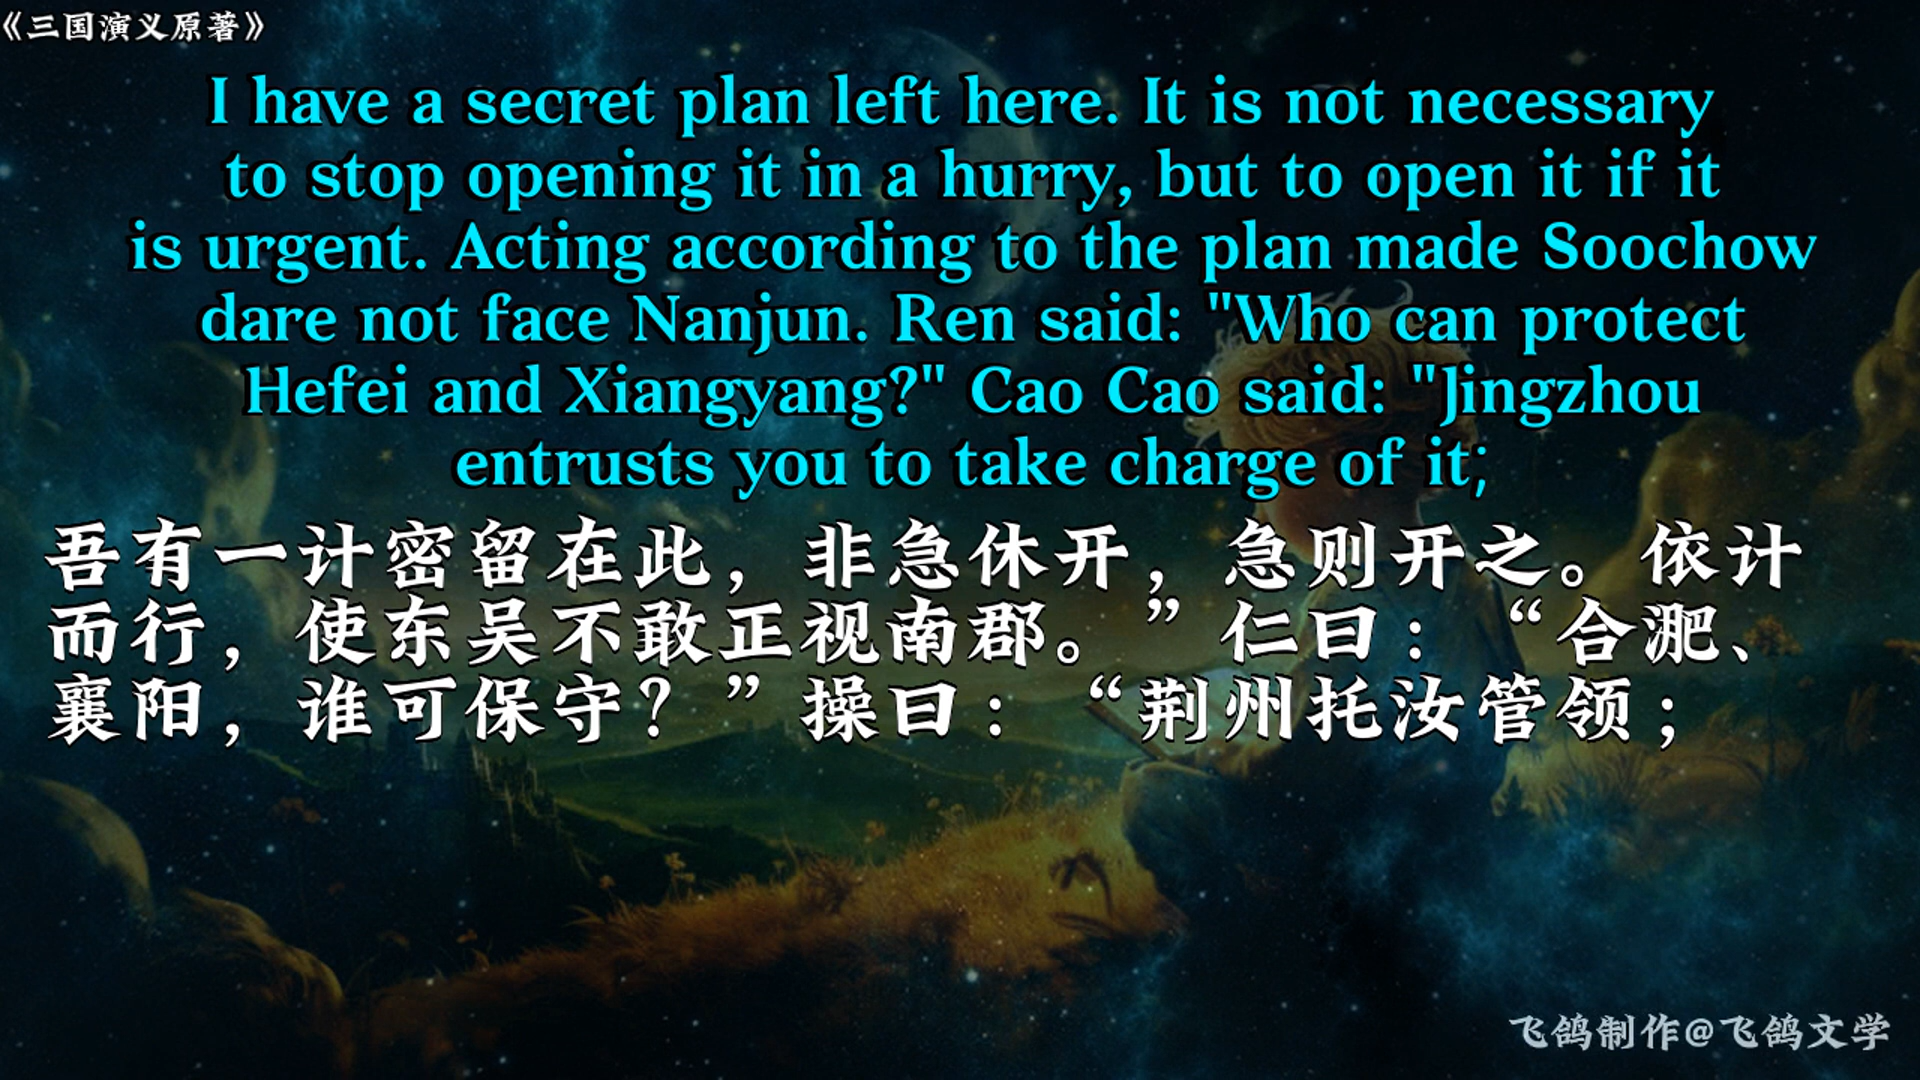 《三国演义原著》
I have a secret plan left here. It is not necessary
to stop opening it in a hurry, but to open it if it
is urgent. Acting according to the plan made Soochow
dare not face Nanjun. Ren said: "Who can protect
Hefei and Xiangyang?" Cao Cao said: "Jingzhou
entrusts you to take charge of it;
吾有一计密留在此，非急休开，急则开之。依计
而行，使东吴不敢正视南郡。”仁曰：“合淝、
襄阳，谁可保守？”操曰：“荆州托汝管领；
飞鸽制作@飞鸽文学